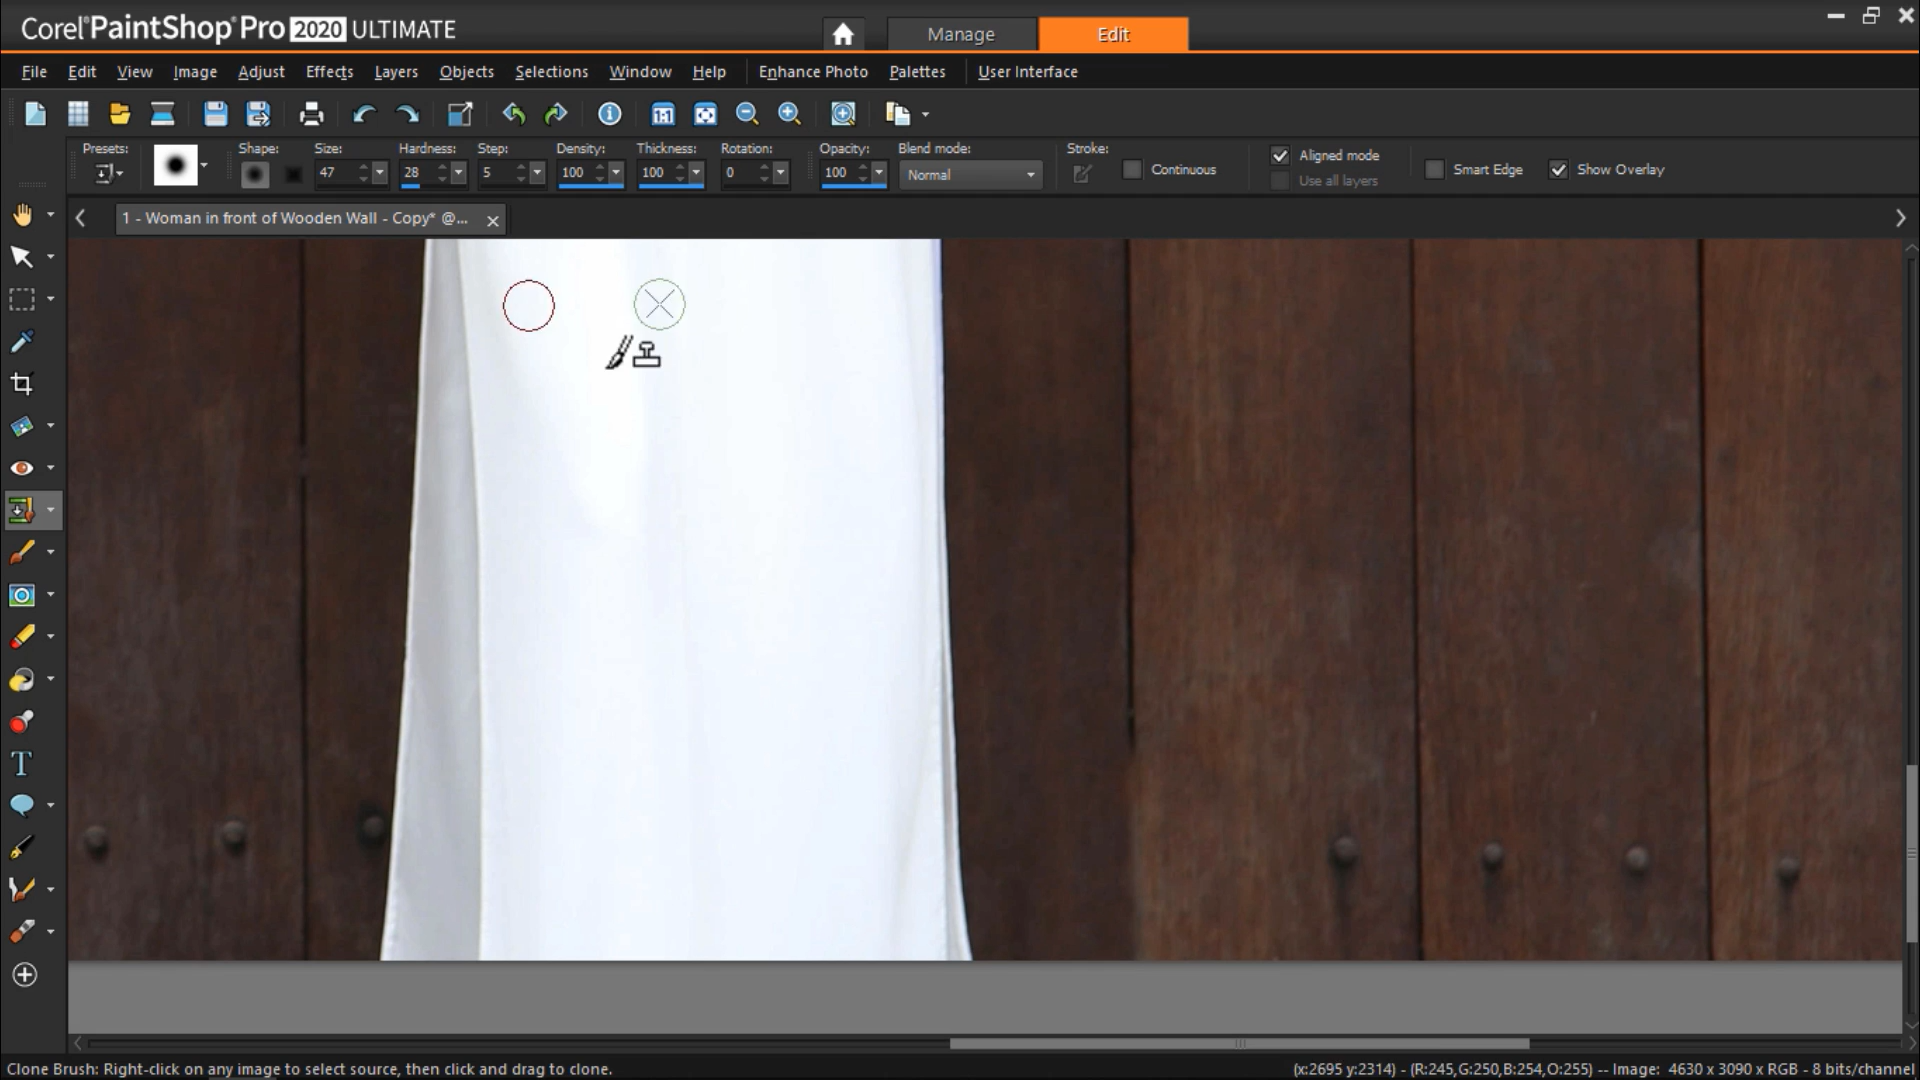 Corel PaintShop Pro 2020 ULTIMATE
Manage
Edit
File Edit View Image Adjust Effects Layers Objects Selections Window Help Enhance Photo Palettes User Interface
1:1
Presets: Shape: Size: Hardness: Step: Density: Thickness: Rotation: Opacity: Blend mode: Stroke:
47 28 5 100 100 0 100 Normal Continuous
Aligned mode
Use all layers
Smart Edge Show Overlay
1 - Woman in front of Wooden Wall - Copy* @...
T
Clone Brush: Right-click on any image to select source, then click and drag to clone.
(x:2695 y:2314) - (R:245,G:250,B:254,O:255) -- Image: 4630 x 3090 x RGB - 8 bits/channel